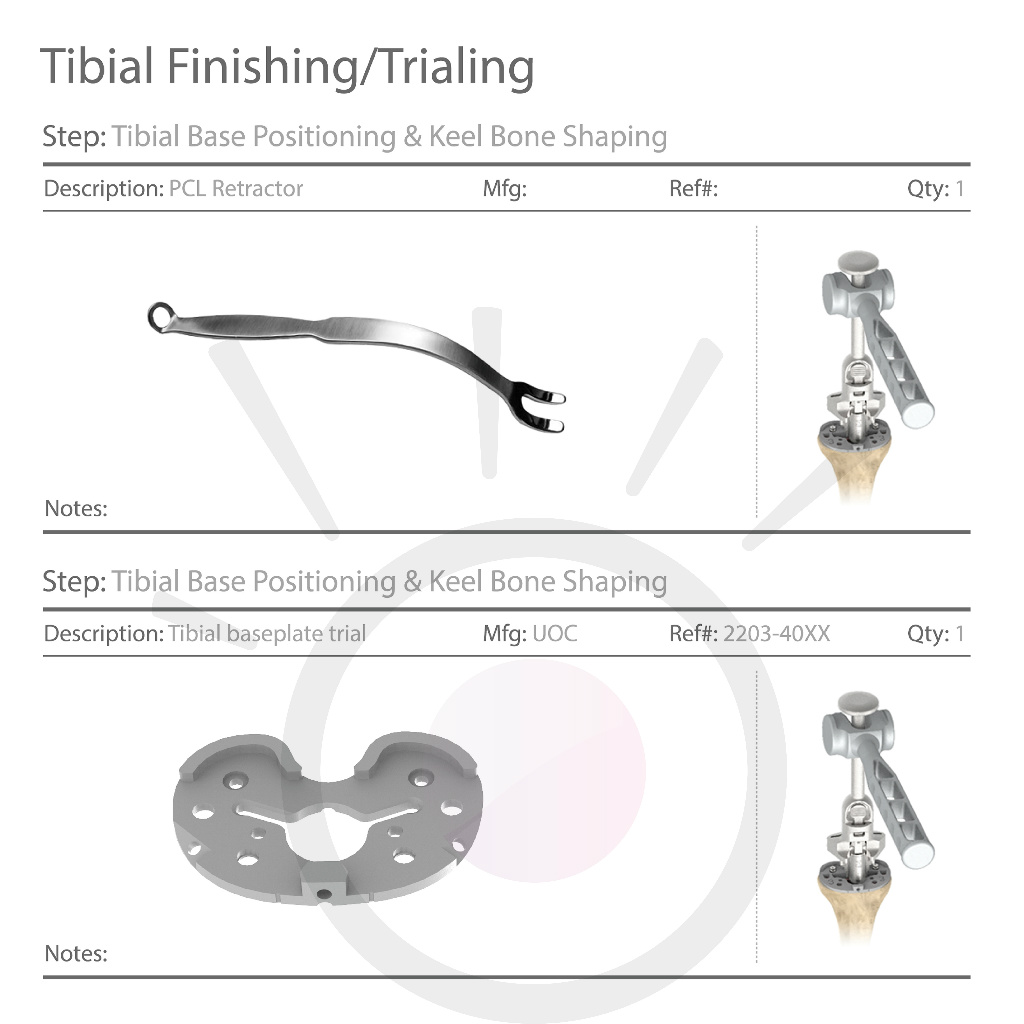 Tibial Finishing/Trialing
Step: Tibial Base Positioning & Keel Bone Shaping
Description: PCL Retractor Mfg: Ref#: Qty: 1
Notes:
Step: Tibial Base Positioning & Keel Bone Shaping
Description: Tibial baseplate trial Mfg: UOC Ref#: 2203-40XX Qty: 1
Notes: